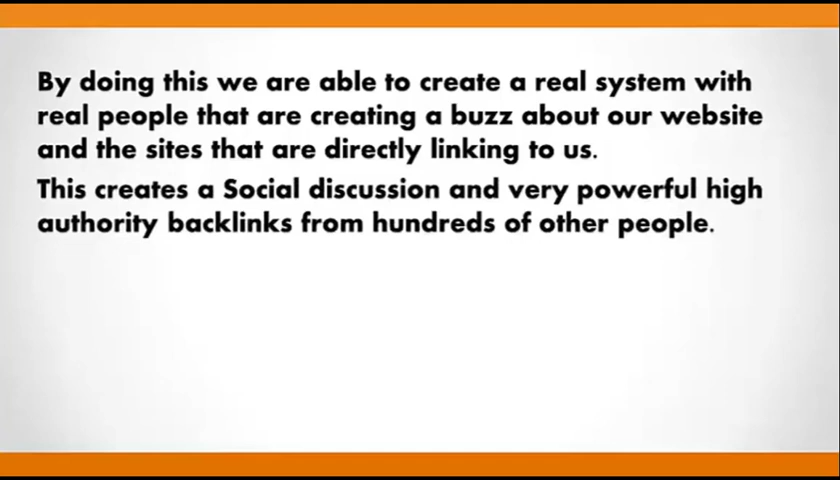 By doing this we are able to create a real system with
real people that are creating a buzz about our website
and the sites that are directly linking to us.
This creates a Social discussion and very powerful high
authority backlinks from hundreds of other people.